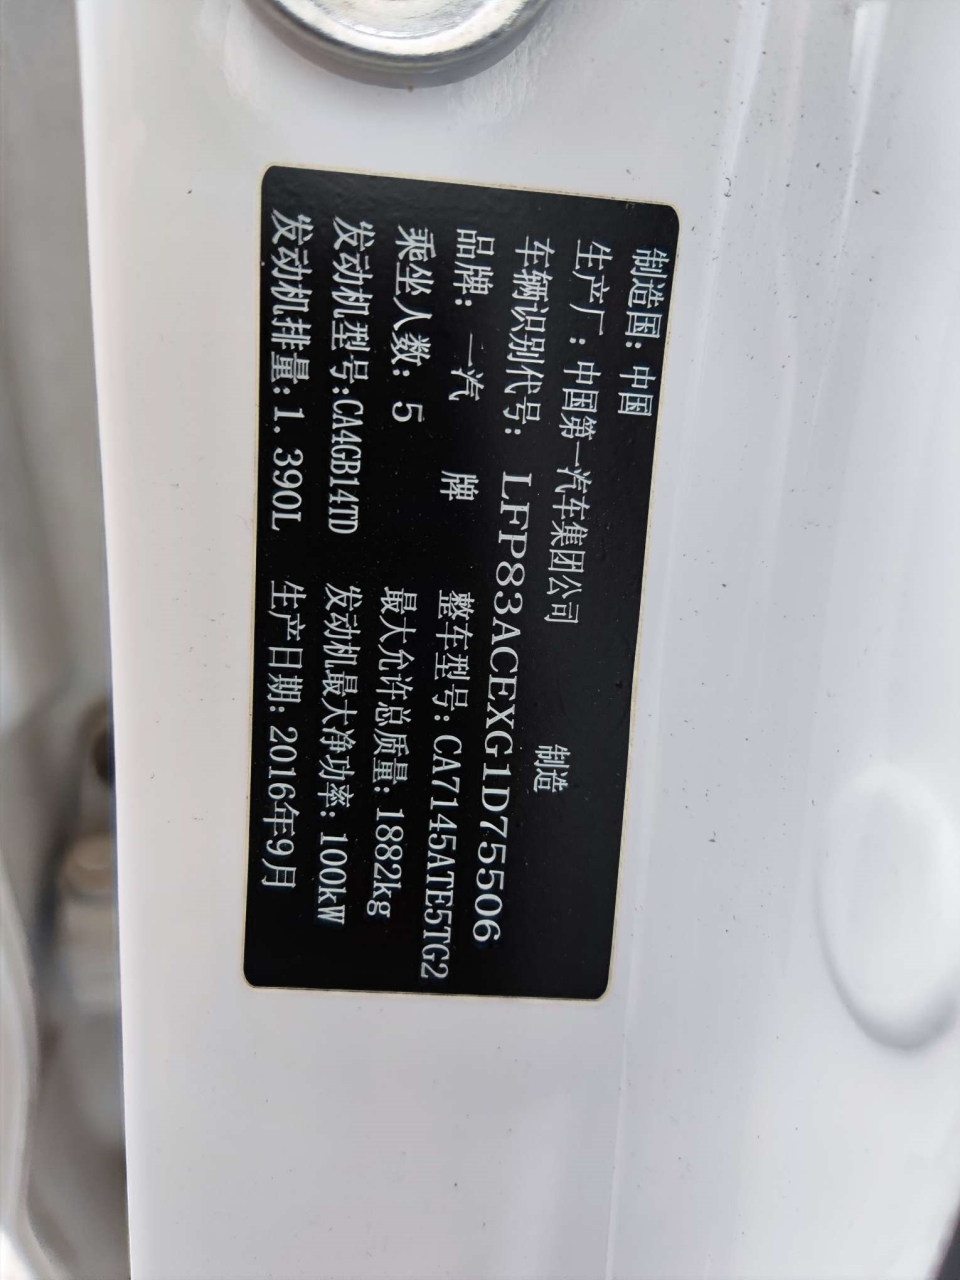 制造国: 中国
生产厂: 中国第一汽车集团公司 制造
车辆识别代号: LFP83ACEXG1D75506
品牌: 一汽 牌 整车型号: CA7145ATE5TG2
乘坐人数: 5 最大允许总质量: 1882kg
发动机型号:CA4GB14TD 发动机最大净功率: 100kW
发动机排量:1.390L 生产日期: 2016年9月